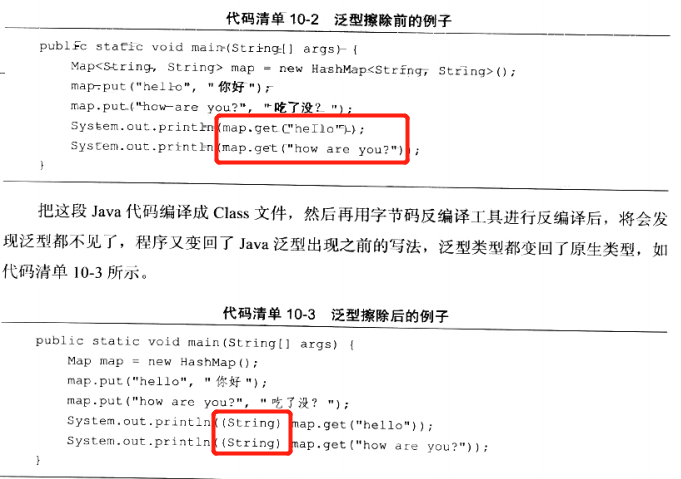 代码清单 10-2 泛型擦除前的例子
public static void main(String[] args) {
Map<String, String> map = new HashMap<String, String>();
map.put("hello", "你好");
map.put("how are you?", "吃了没? ");
System.out.println(map.get("hello"));
System.out.println(map.get("how are you?"));
}
把这段 Java 代码编译成 Class 文件，然后再用字节码反编译工具进行反编译后，将会发
现泛型都不见了，程序又变回了 Java 泛型出现之前的写法，泛型类型都变回了原生类型，如
代码清单 10-3 所示。
代码清单 10-3 泛型擦除后的例子
public static void main(String[] args) {
Map map = new HashMap();
map.put("hello", "你好");
map.put("how are you?", "吃了没? ");
System.out.println((String) map.get("hello"));
System.out.println((String) map.get("how are you?"));
}